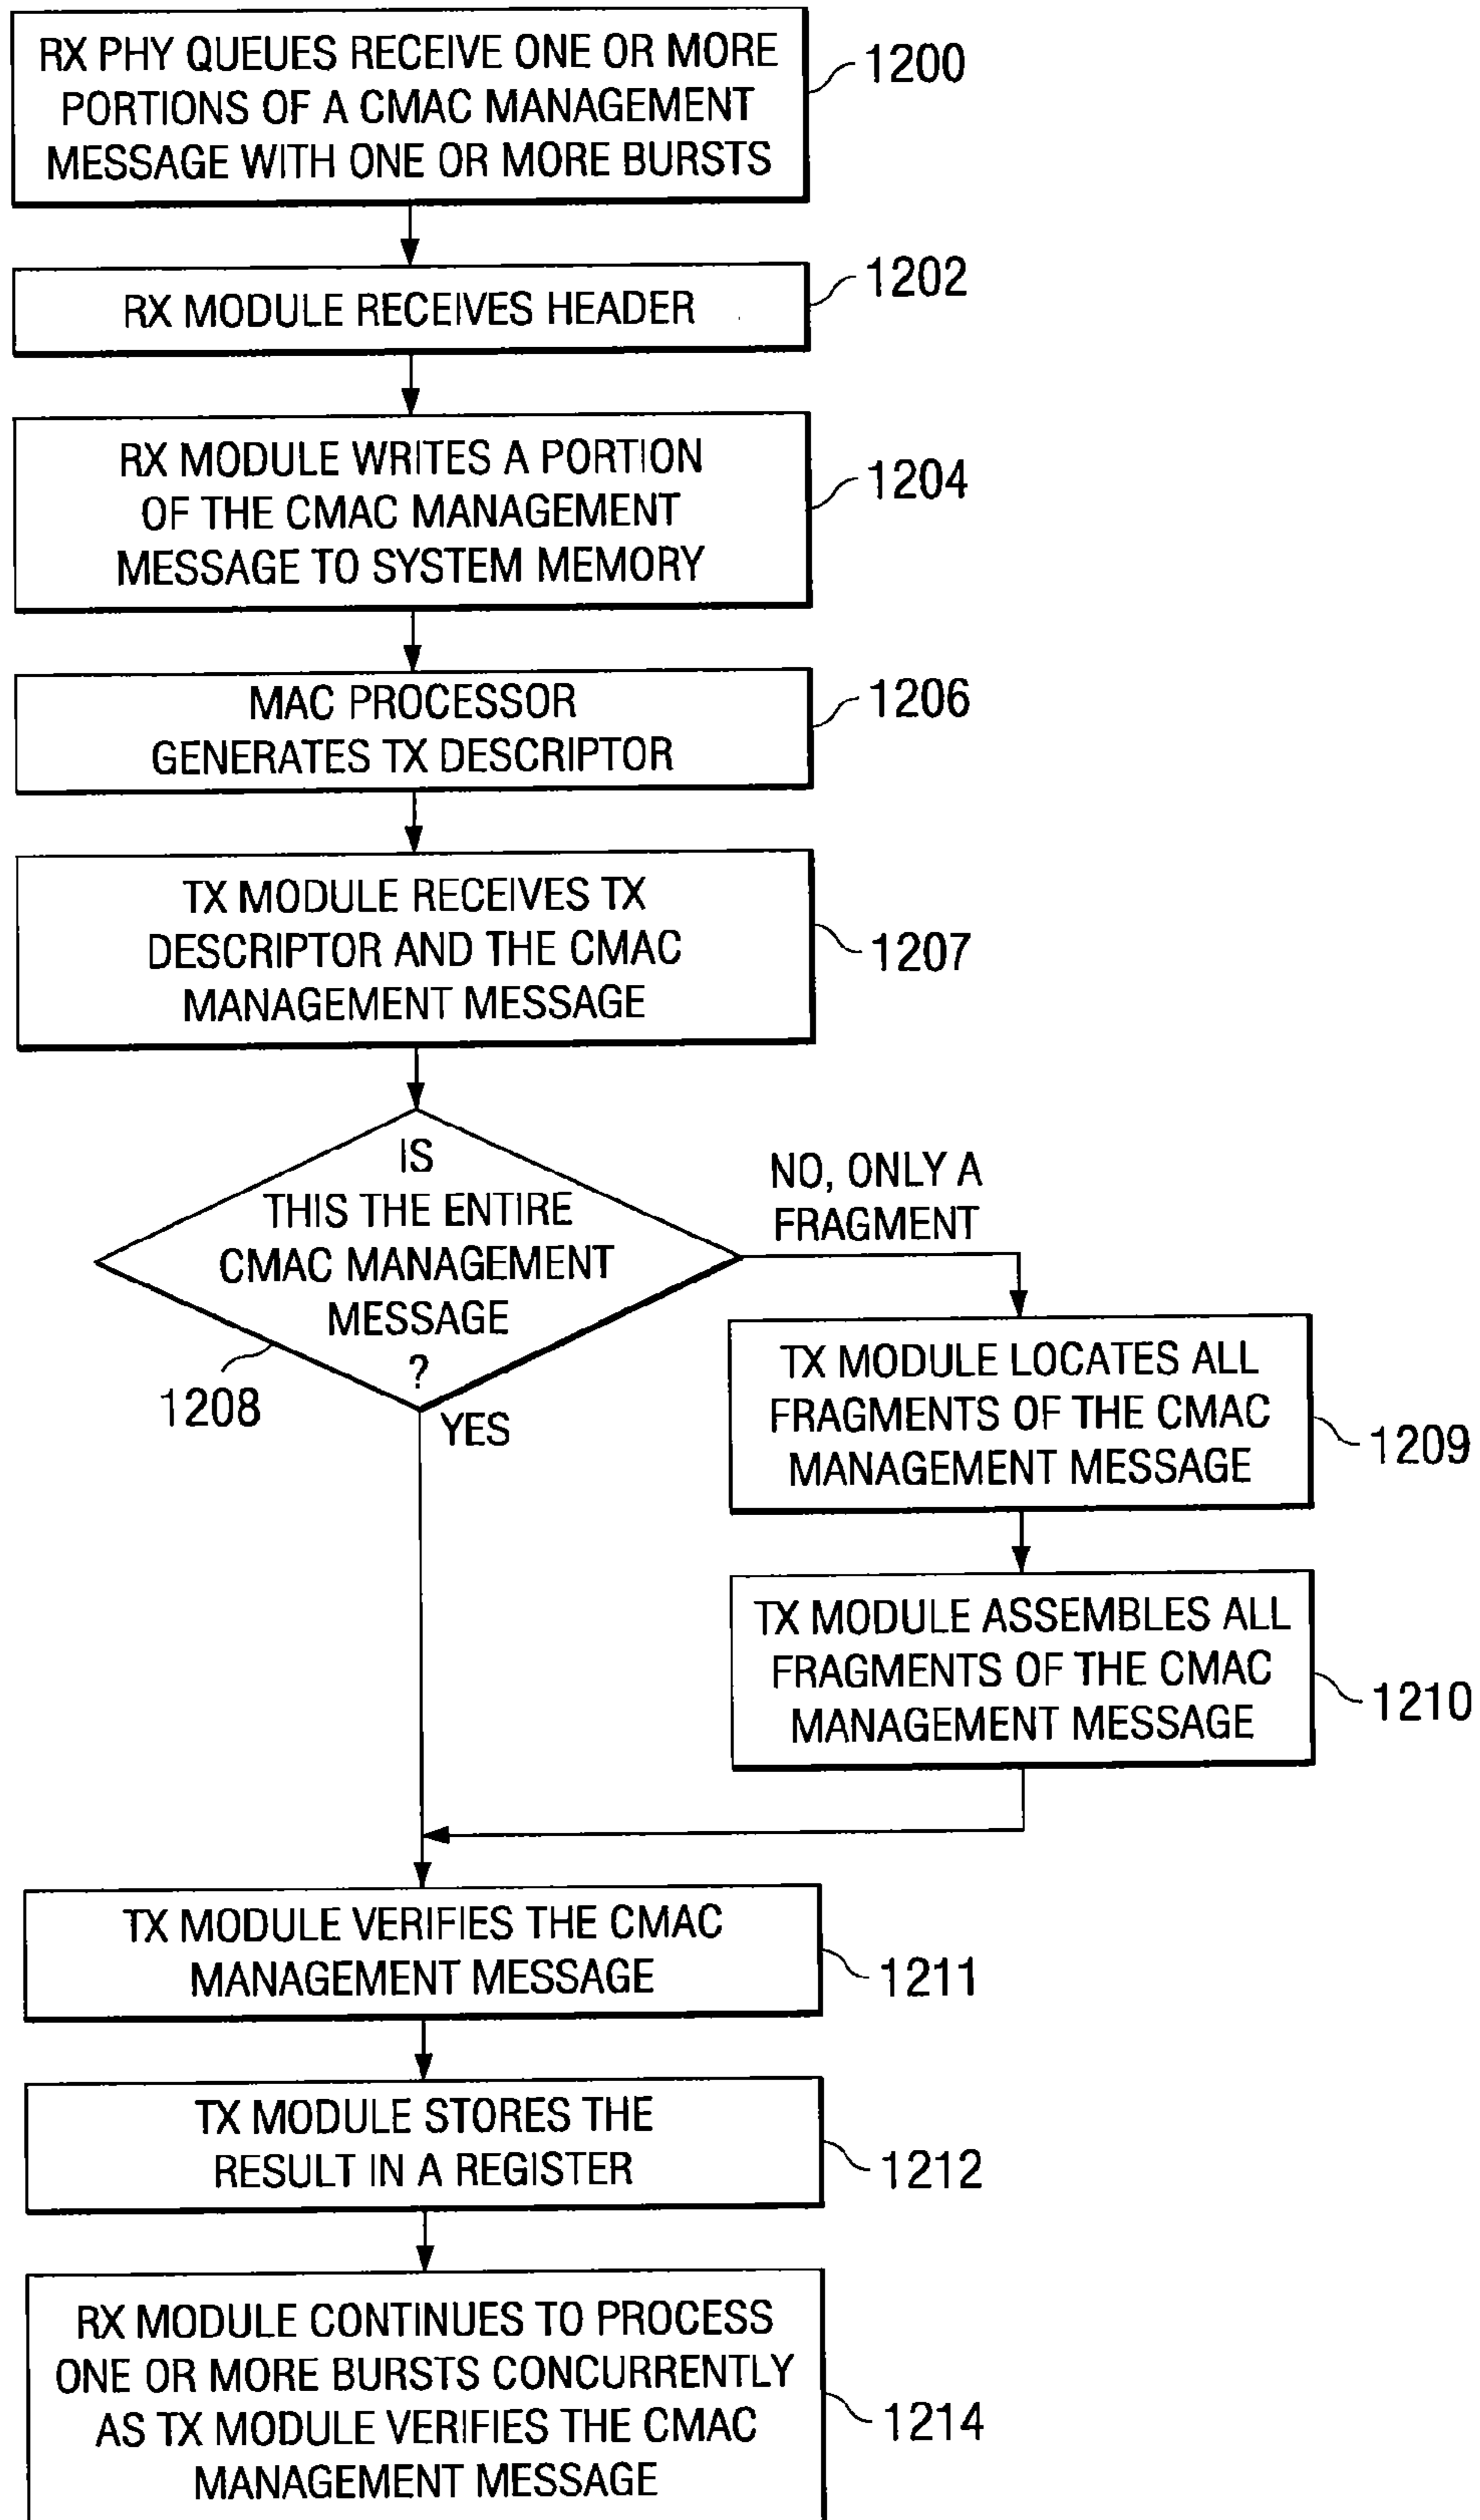 RX PHY QUEUES RECEIVE ONE OR MORE
PORTIONS OF A CMAC MANAGEMENT
MESSAGE WITH ONE OR MORE BURSTS
1200
RX MODULE RECEIVES HEADER
1202
RX MODULE WRITES A PORTION
OF THE CMAC MANAGEMENT
MESSAGE TO SYSTEM MEMORY
1204
MAC PROCESSOR
GENERATES TX DESCRIPTOR
1206
TX MODULE RECEIVES TX
DESCRIPTOR AND THE CMAC
MANAGEMENT MESSAGE
1207
IS
THIS THE ENTIRE
CMAC MANAGEMENT
MESSAGE
?
1208
NO, ONLY A
FRAGMENT
YES
TX MODULE LOCATES ALL
FRAGMENTS OF THE CMAC
MANAGEMENT MESSAGE
1209
TX MODULE ASSEMBLES ALL
FRAGMENTS OF THE CMAC
MANAGEMENT MESSAGE
1210
TX MODULE VERIFIES THE CMAC
MANAGEMENT MESSAGE
1211
TX MODULE STORES THE
RESULT IN A REGISTER
1212
RX MODULE CONTINUES TO PROCESS
ONE OR MORE BURSTS CONCURRENTLY
AS TX MODULE VERIFIES THE CMAC
MANAGEMENT MESSAGE
1214